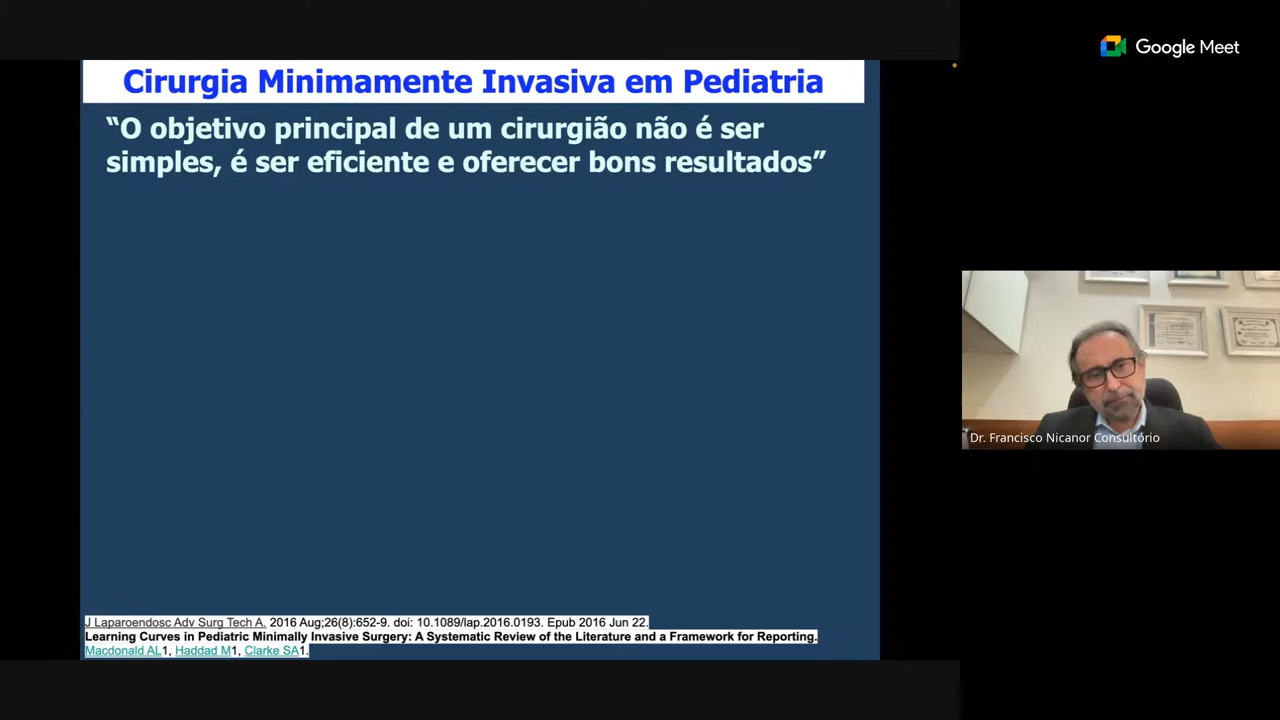 Cirurgia Minimamente Invasiva em Pediatria
“O objetivo principal de um cirurgião não é ser
simples, é ser eficiente e oferecer bons resultados”
J Laparoendosc Adv Surg Tech A. 2016 Aug;26(8):652-9. doi: 10.1089/lap.2016.0193. Epub 2016 Jun 22.
Learning Curves in Pediatric Minimally Invasive Surgery: A Systematic Review of the Literature and a Framework for Reporting.
Macdonald AL1, Haddad M1, Clarke SA1.
Google Meet
Dr. Francisco Nicanor Consultório